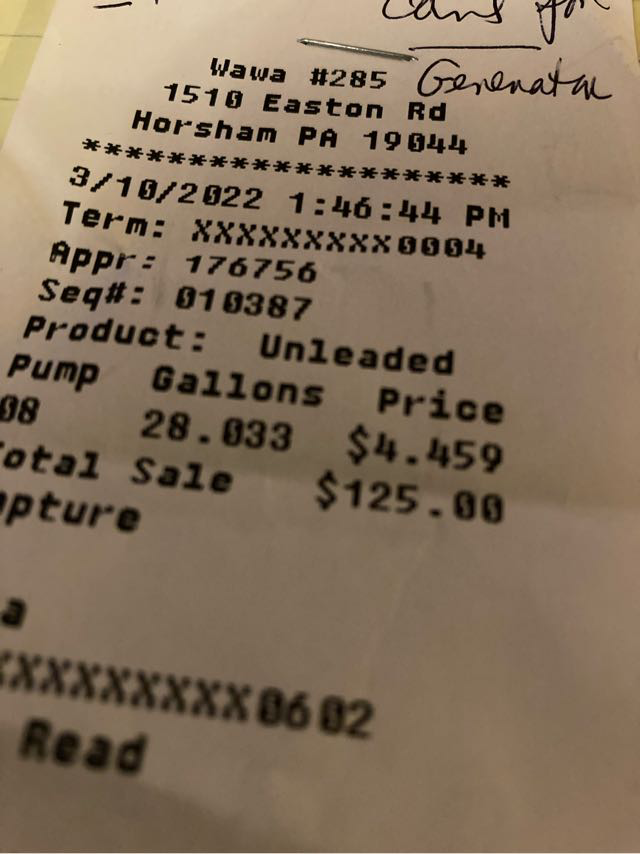 Cans for
Generator
Wawa #285
1510 Easton Rd
Horsham PA 19044
********************
3/10/2022 1:46:44 PM
Term: XXXXXXXXX0004
Appr: 176756
Seq#: 010387
Product: Unleaded
Pump Gallons Price
08 28.033 $4.459
otal Sale $125.00
apture
a
XXXXXXXXXX0602
Read